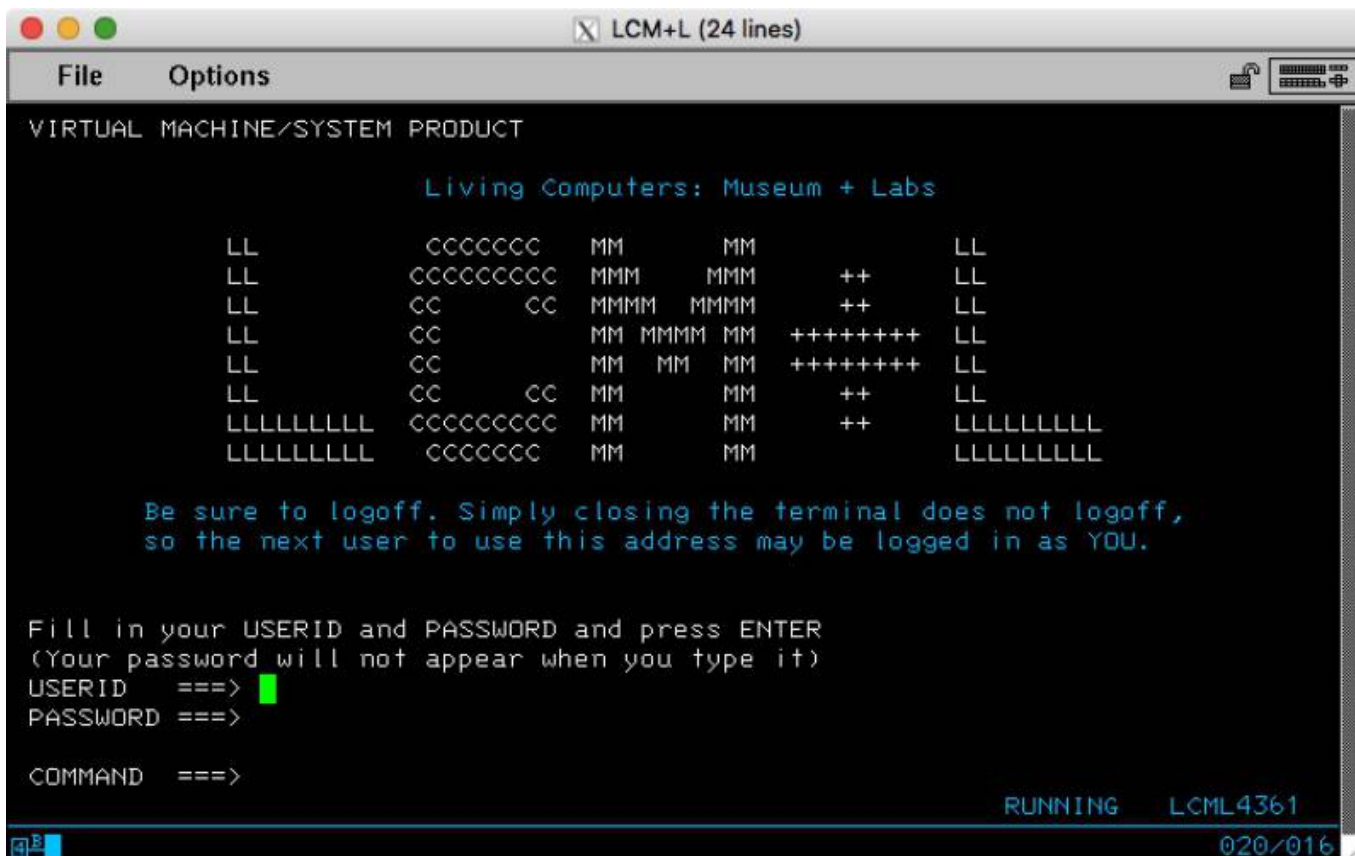 LCM+L (24 lines)
File Options
VIRTUAL MACHINE/SYSTEM PRODUCT
Living Computers: Museum + Labs
LL CCCCCCC MM MM LL
LL CCCCCCCCC MMM MMM ++ LL
LL CC CC MMMM MMMM ++ LL
LL CC MM MMMM MM ++++++++ LL
LL CC MM MM MM ++++++++ LL
LL CC CC MM MM ++ LL
LLLLLLLLL CCCCCCCCC MM MM ++ LLLLLLLLL
LLLLLLLLL CCCCCCC MM MM LLLLLLLLL
Be sure to logoff. Simply closing the terminal does not logoff,
so the next user to use this address may be logged in as YOU.
Fill in your USERID and PASSWORD and press ENTER
(Your password will not appear when you type it)
USERID ===>
PASSWORD ===>
COMMAND ===>
RUNNING LCML4361
4B 020/016